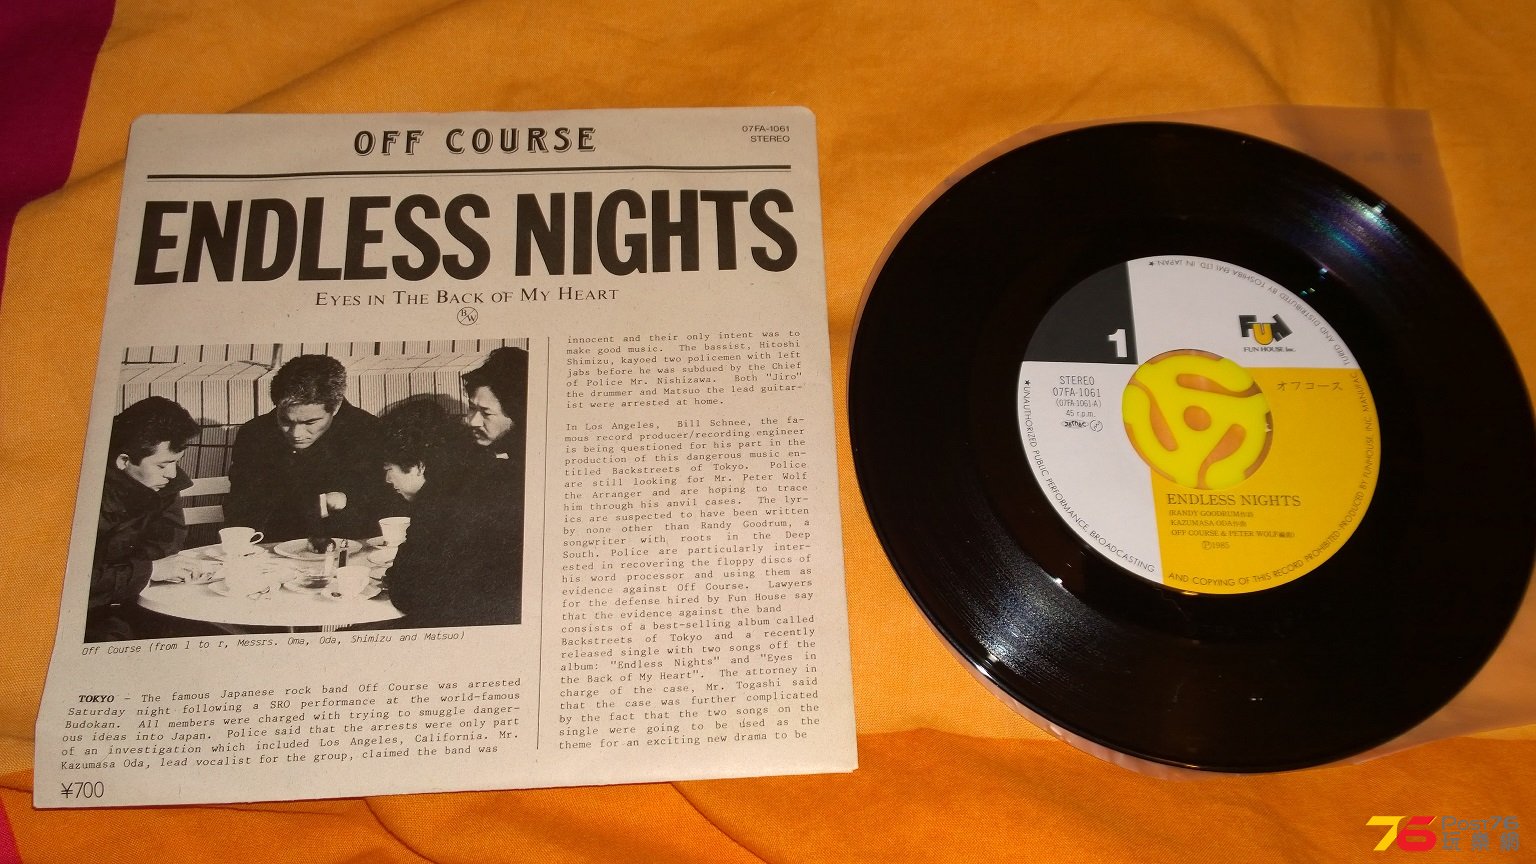 OFF COURSE
07FA-1061
STEREO
ENDLESS NIGHTS
EYES IN THE BACK OF MY HEART
B/W
Off Course (from l to r, Messrs. Oma, Oda, Shimizu and Matsuo)
TOKYO – The famous Japanese rock band Off Course was arrested
Saturday night following a SRO performance at the world-famous
Budokan. All members were charged with trying to smuggle danger-
ous ideas into Japan. Police said that the arrests were only part
of an investigation which included Los Angeles, California. Mr.
Kazumasa Oda, lead vocalist for the group, claimed the band was
¥700
innocent and their only intent was to
make good music. The bassist, Hitoshi
Shimizu, kayoed two policemen with left
jabs before he was subdued by the Chief
of Police Mr. Nishizawa. Both "Jiro"
the drummer and Matsuo the lead guitar-
ist were arrested at home.
In Los Angeles, Bill Schnee, the fa-
mous record producer/recording engineer
is being questioned for his part in the
production of this dangerous music en-
titled Backstreets of Tokyo. Police
are still looking for Mr. Peter Wolf
the Arranger and are hoping to trace
him through his anvil cases. The lyr-
ics are suspected to have been written
by none other than Randy Goodrum, a
songwriter with roots in the Deep
South. Police are particularly inter-
ested in recovering the floppy discs of
his word processor and using them as
evidence against Off Course. Lawyers
for the defense hired by Fun House say
that the evidence against the band
consists of a best-selling album called
Backstreets of Tokyo and a recently
released single with two songs off the
album: "Endless Nights" and "Eyes in
the Back of My Heart". The attorney in
charge of the case, Mr. Togashi said
that the case was further complicated
by the fact that the two songs on the
single were going to be used as the
theme for an exciting new drama to be
1
FUN
FUN HOUSE, Inc.
オフコース
STEREO
07FA-1061
(07FA-1061-A)
45 r.p.m.
ENDLESS NIGHTS
(RANDY GOODRUM作詞
KAZUMASA ODA作曲
OFF COURSE & PETER WOLF編曲)
Ⓟ1985
★UNAUTHORIZED PUBLIC PERFORMANCE, BROADCASTING AND COPYING OF THIS RECORD PROHIBITED. PRODUCED BY FUNHOUSE INC. MANUFACTURED AND DISTRIBUTED BY TOSHIBA EMI LTD. IN JAPAN★
76 Post76
玩樂網